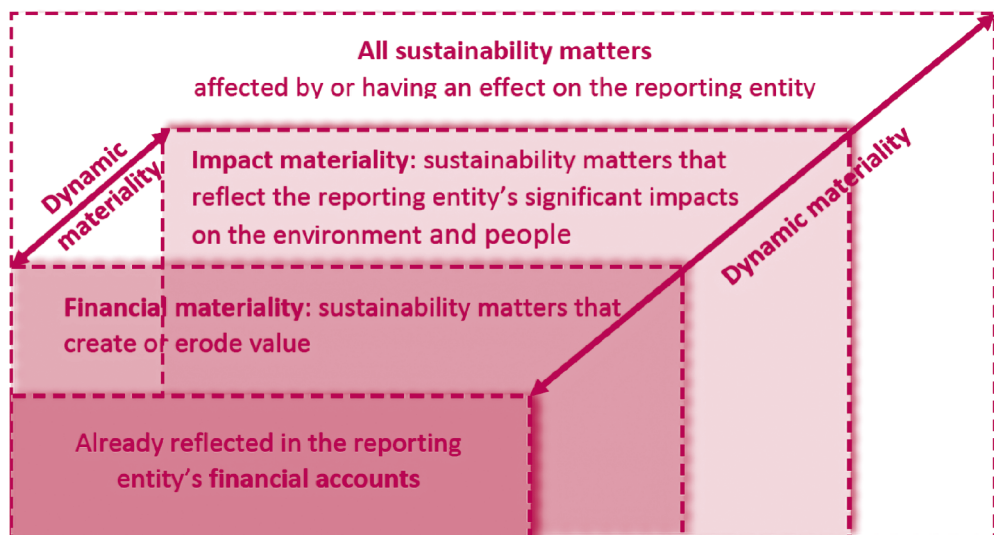 All sustainability matters
affected by or having an effect on the reporting entity
Dynamic
materiality
Impact materiality: sustainability matters that
reflect the reporting entity's significant impacts
on the environment and people
Dynamic materiality
Financial materiality: sustainability matters that
create or erode value
Already reflected in the reporting
entity's financial accounts